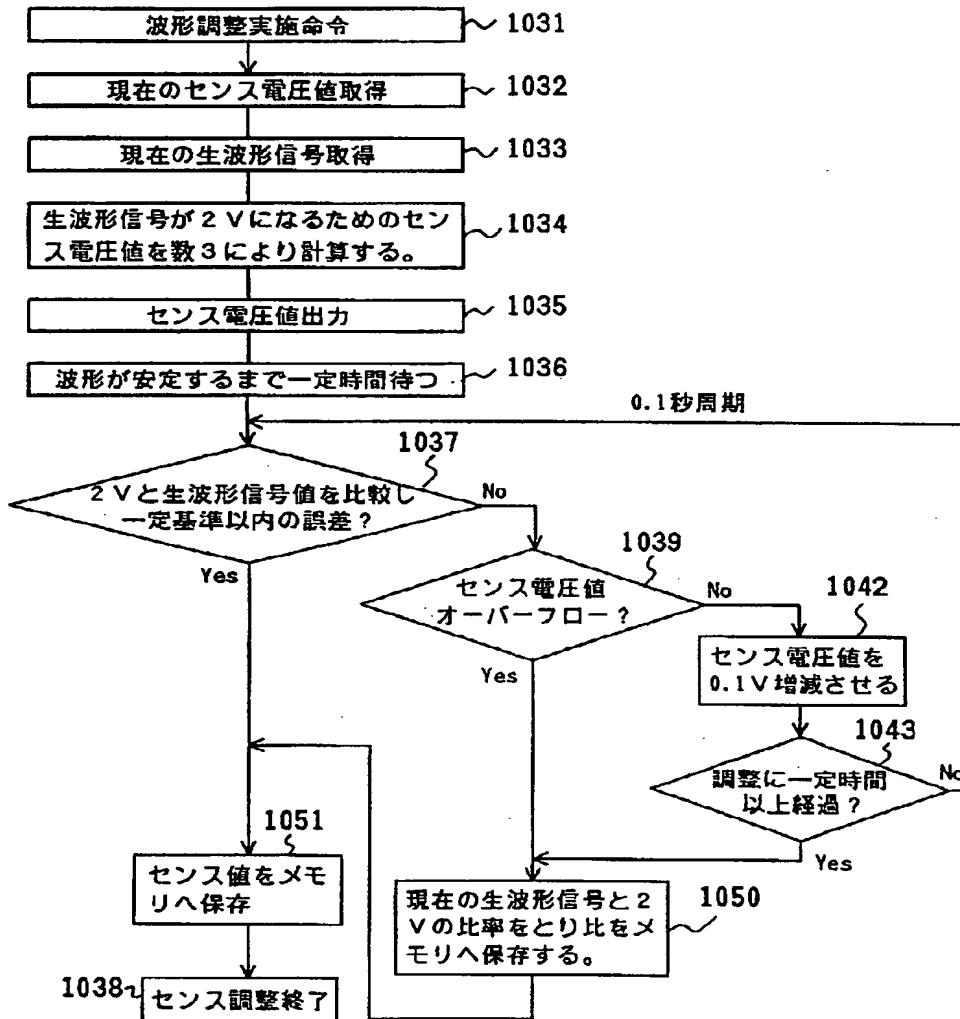 波形調整実施命令
1031
現在のセンス電圧値取得
1032
現在の生波形信号取得
1033
生波形信号が2Vになるためのセン
ス電圧値を数3により計算する。
1034
センス電圧値出力
1035
波形が安定するまで一定時間待つ
1036
0.1秒周期
1037
2Vと生波形信号値を比較し
一定基準以内の誤差?
No
Yes
1039
センス電圧値
オーバーフロー?
No
Yes
1042
センス電圧値を
0.1V増減させる
1043
調整に一定時間
以上経過?
No
Yes
1051
センス値をメモ
リへ保存
現在の生波形信号と2
Vの比率をとり比をメ
モリへ保存する。
1050
1038
センス調整終了